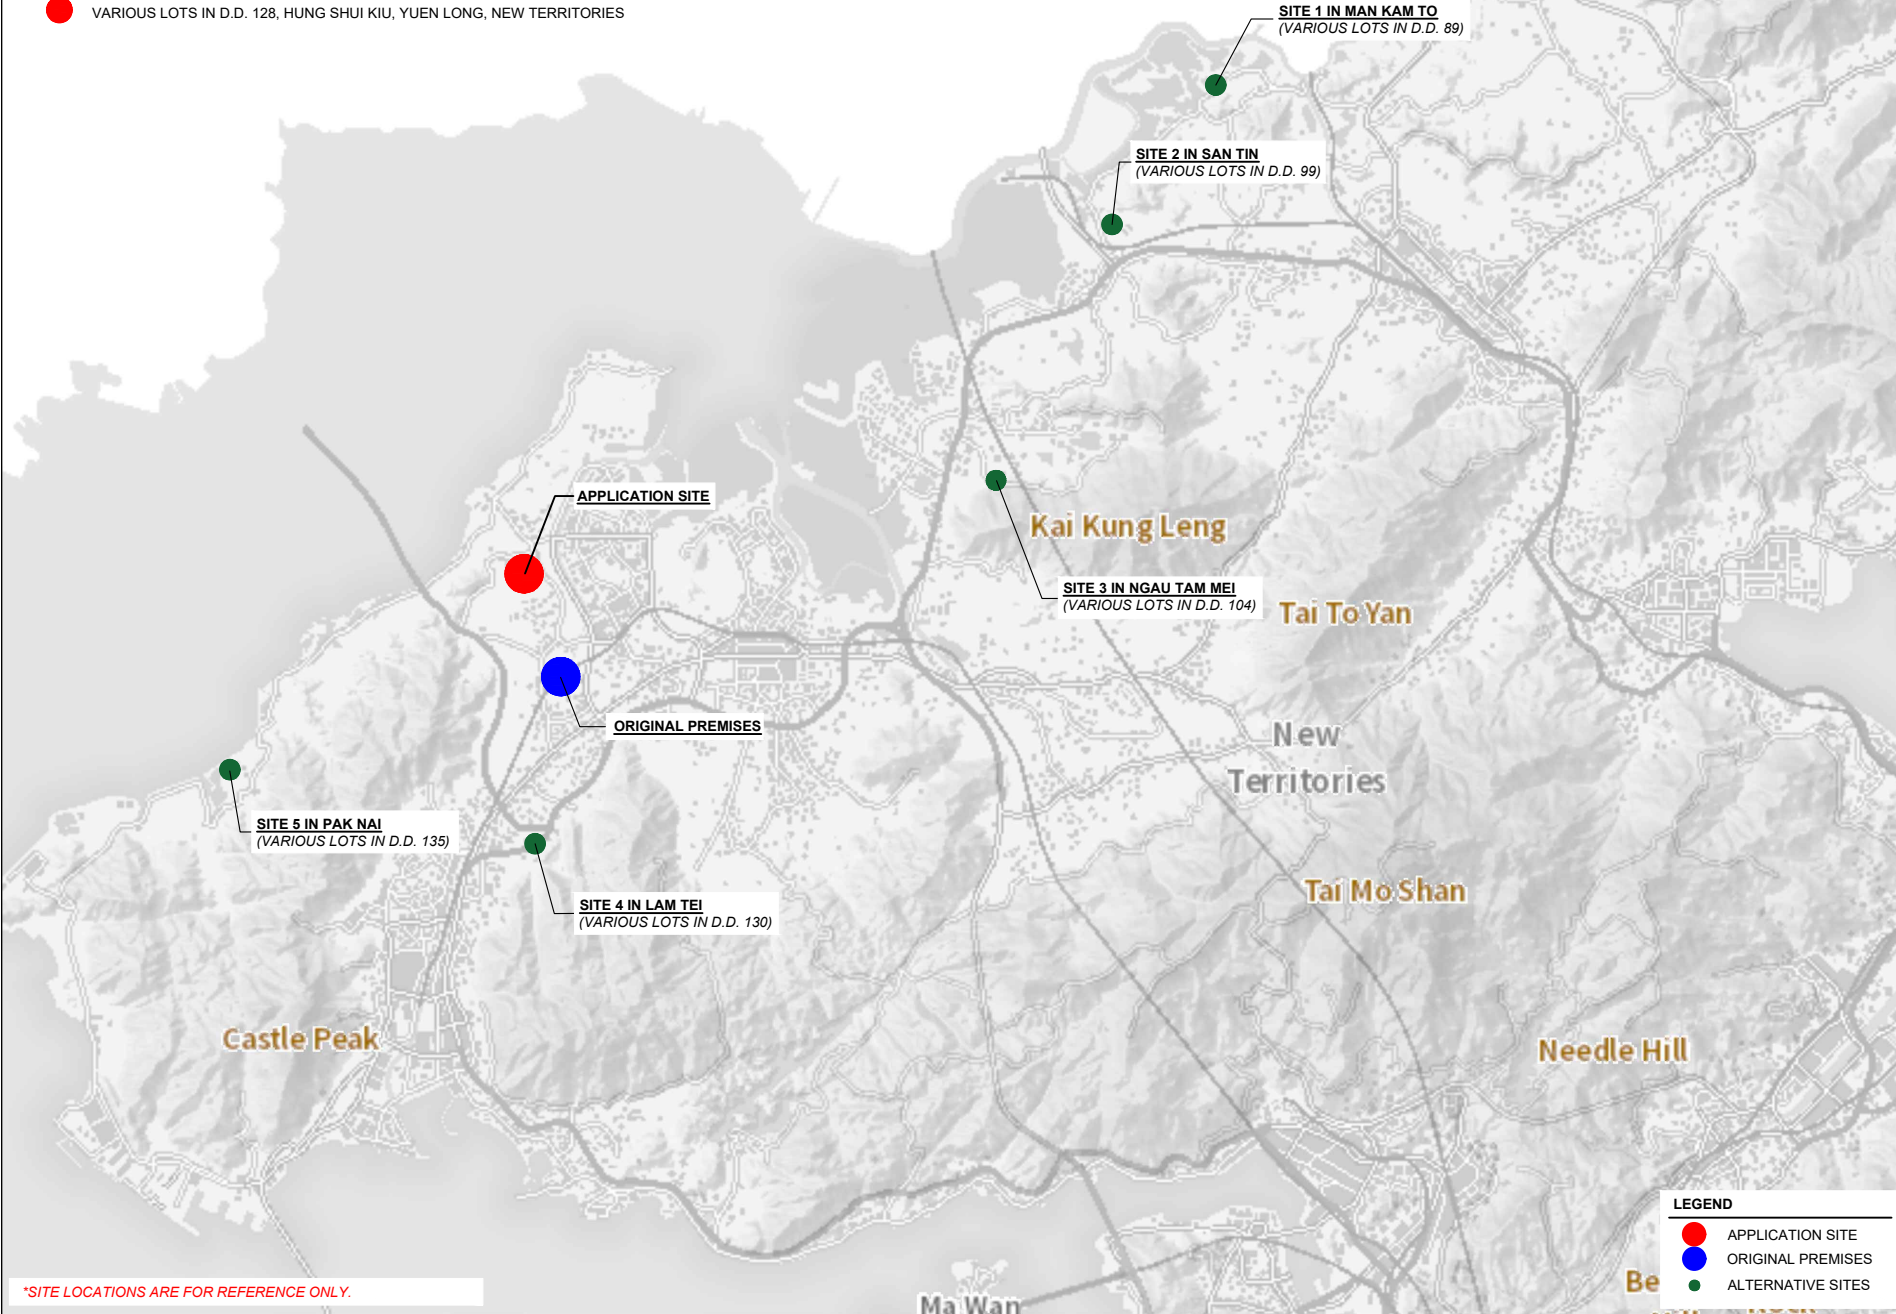 VARIOUS LOTS IN D.D. 128, HUNG SHUI KIU, YUEN LONG, NEW TERRITORIES
SITE 1 IN MAN KAM TO
(VARIOUS LOTS IN D.D. 89)
SITE 2 IN SAN TIN
(VARIOUS LOTS IN D.D. 99)
APPLICATION SITE
Kai Kung Leng
SITE 3 IN NGAU TAM MEI
(VARIOUS LOTS IN D.D. 104)
Tai To Yan
ORIGINAL PREMISES
New
Territories
SITE 5 IN PAK NAI
(VARIOUS LOTS IN D.D. 135)
SITE 4 IN LAM TEI
(VARIOUS LOTS IN D.D. 130)
Tai Mo Shan
Castle Peak
Needle Hill
LEGEND
APPLICATION SITE
ORIGINAL PREMISES
ALTERNATIVE SITES
Be
*SITE LOCATIONS ARE FOR REFERENCE ONLY.
Ma Wan